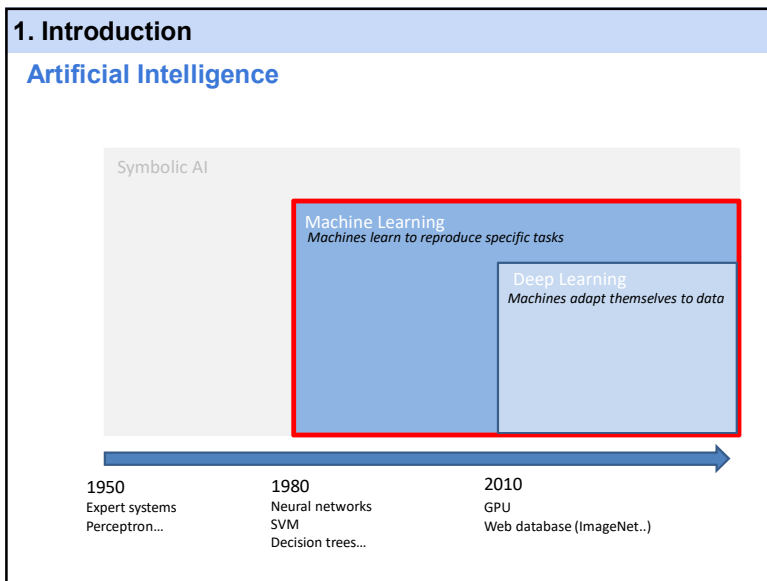 1. Introduction
Artificial Intelligence
Symbolic AI
Machine Learning
Machines learn to reproduce specific tasks
Deep Learning
Machines adapt themselves to data
1950
Expert systems
Perceptron…
1980
Neural networks
SVM
Decision trees…
2010
GPU
Web database (ImageNet..)